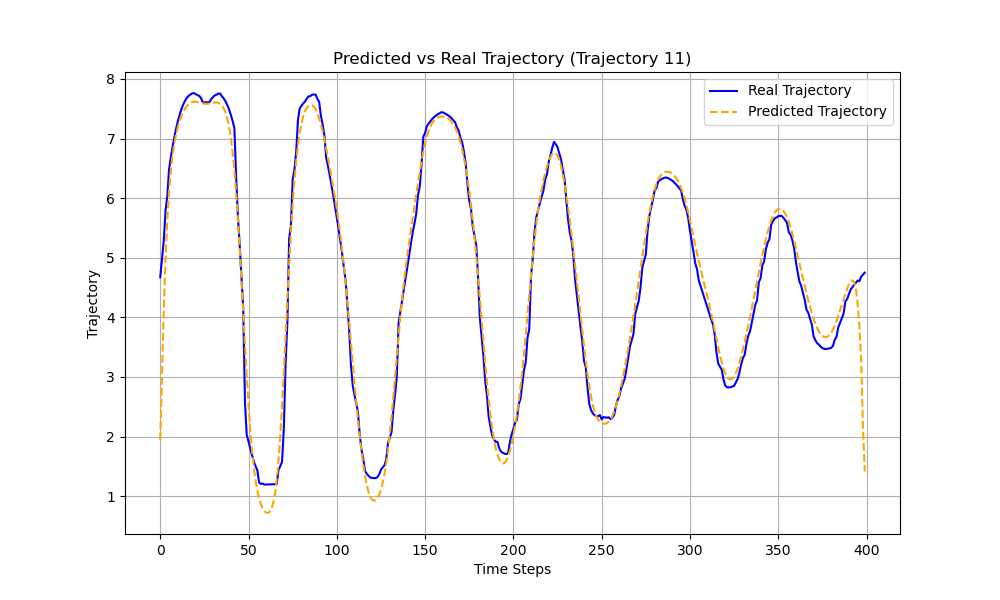 Predicted vs Real Trajectory (Trajectory 11)
Real Trajectory
Predicted Trajectory
Trajectory
8
7
6
5
4
3
2
1
0 50 100 150 200 250 300 350 400
Time Steps